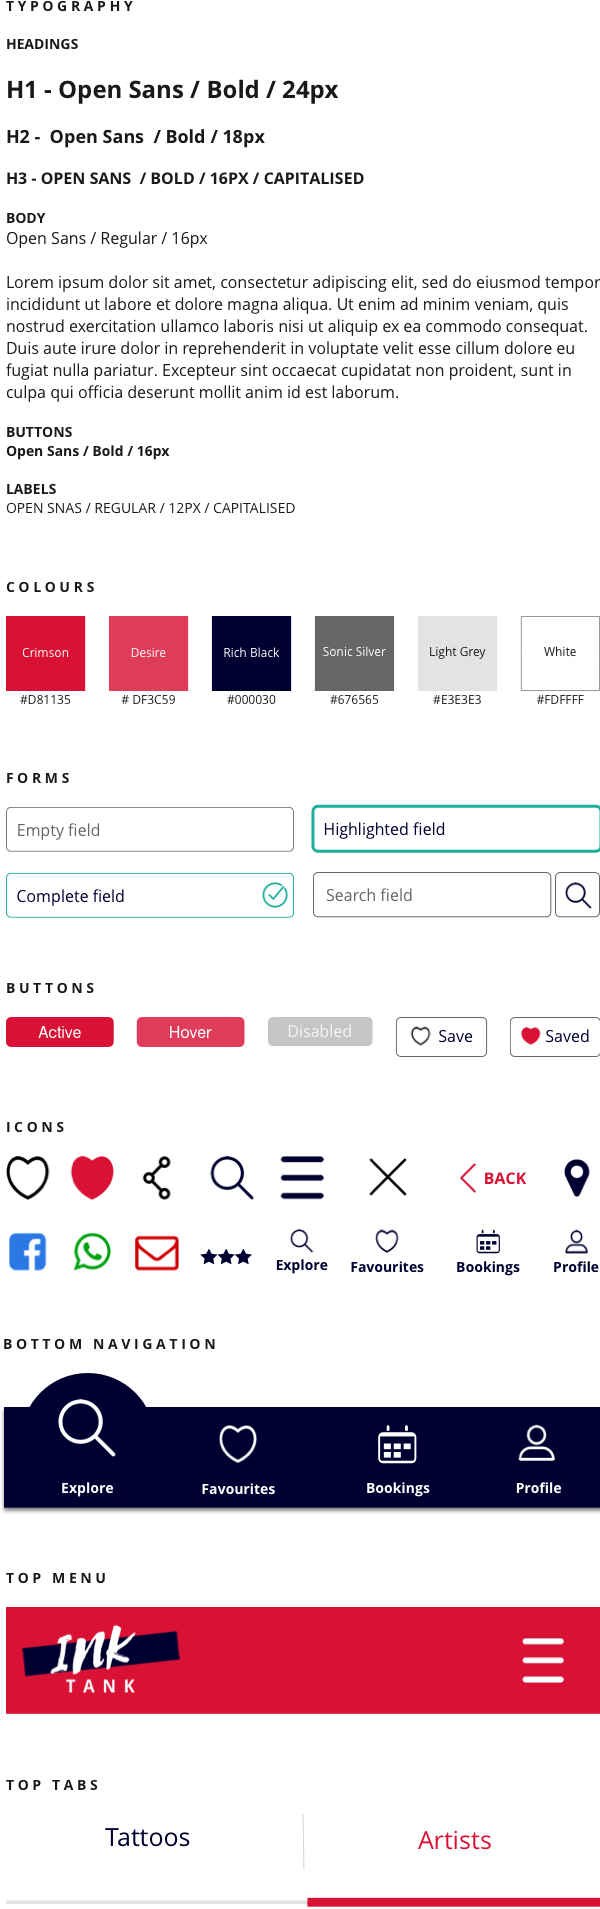 TYPOGRAPHY
HEADINGS
H1 - Open Sans / Bold / 24px
H2 - Open Sans / Bold / 18px
H3 - OPEN SANS / BOLD / 16PX / CAPITALISED
BODY
Open Sans / Regular / 16px
Lorem ipsum dolor sit amet, consectetur adipiscing elit, sed do eiusmod tempor
incididunt ut labore et dolore magna aliqua. Ut enim ad minim veniam, quis
nostrud exercitation ullamco laboris nisi ut aliquip ex ea commodo consequat.
Duis aute irure dolor in reprehenderit in voluptate velit esse cillum dolore eu
fugiat nulla pariatur. Excepteur sint occaecat cupidatat non proident, sunt in
culpa qui officia deserunt mollit anim id est laborum.
BUTTONS
Open Sans / Bold / 16px
LABELS
OPEN SNAS / REGULAR / 12PX / CAPITALISED
COLOURS
Crimson Desire Rich Black Sonic Silver Light Grey White
#D81135 # DF3C59 #000030 #676565 #E3E3E3 #FDFFFF
FORMS
Empty field Highlighted field
Complete field Search field
BUTTONS
Active Hover Disabled Save Saved
ICONS
BACK
Explore Favourites Bookings Profile
BOTTOM NAVIGATION
Explore Favourites Bookings Profile
TOP MENU
Ink
TANK
TOP TABS
Tattoos Artists